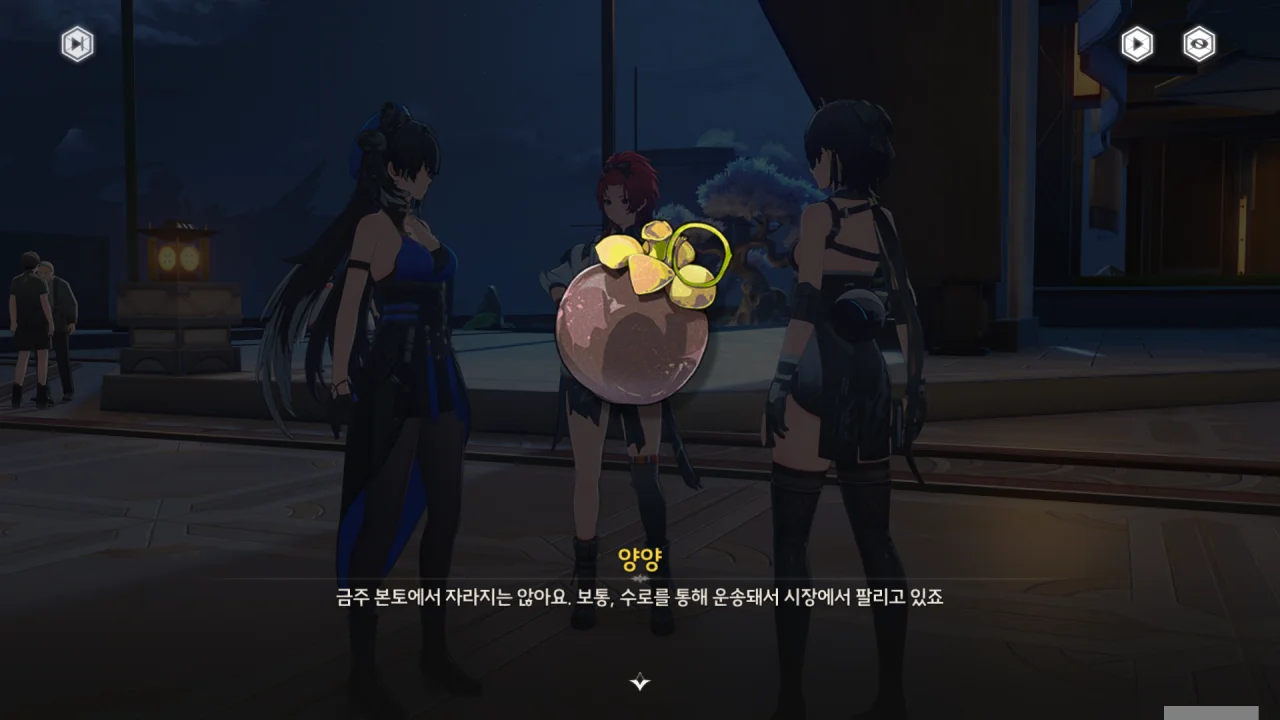 양양
금주 본토에서 자라지는 않아요. 보통, 수로를 통해 운송돼서 시장에서 팔리고 있죠